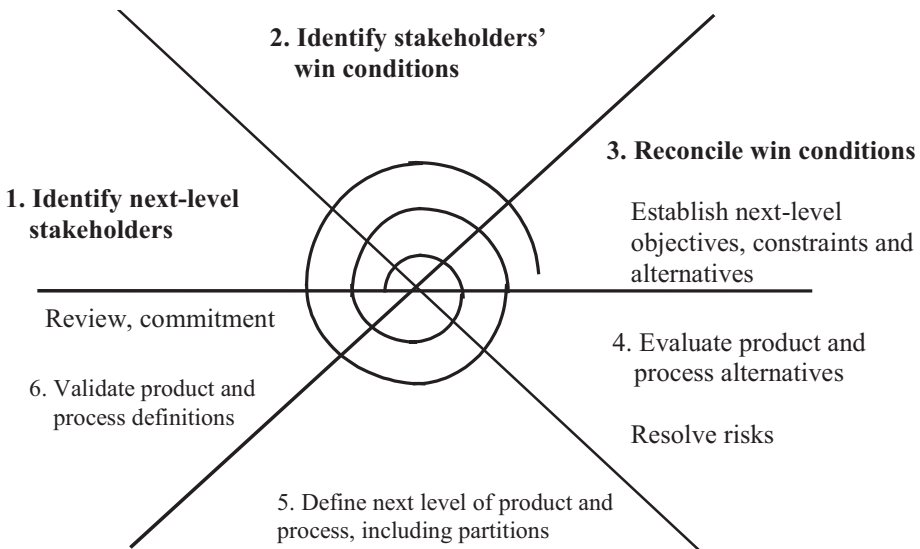 2. Identify stakeholders’
win conditions
3. Reconcile win conditions
Establish next-level
objectives, constraints and
alternatives
1. Identify next-level
stakeholders
Review, commitment
4. Evaluate product and
process alternatives
Resolve risks
6. Validate product and
process definitions
5. Define next level of product and
process, including partitions